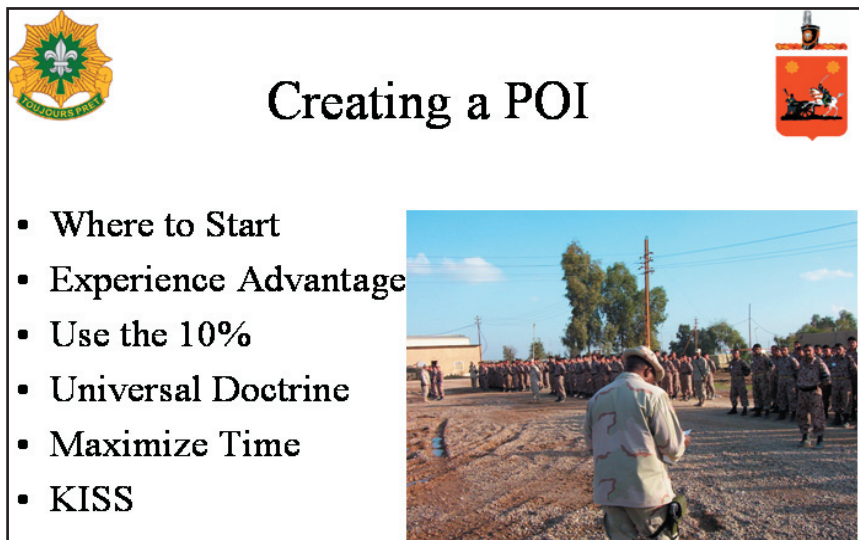 TOUJOURS PRET
Creating a POI
• Where to Start
• Experience Advantage
• Use the 10%
• Universal Doctrine
• Maximize Time
• KISS